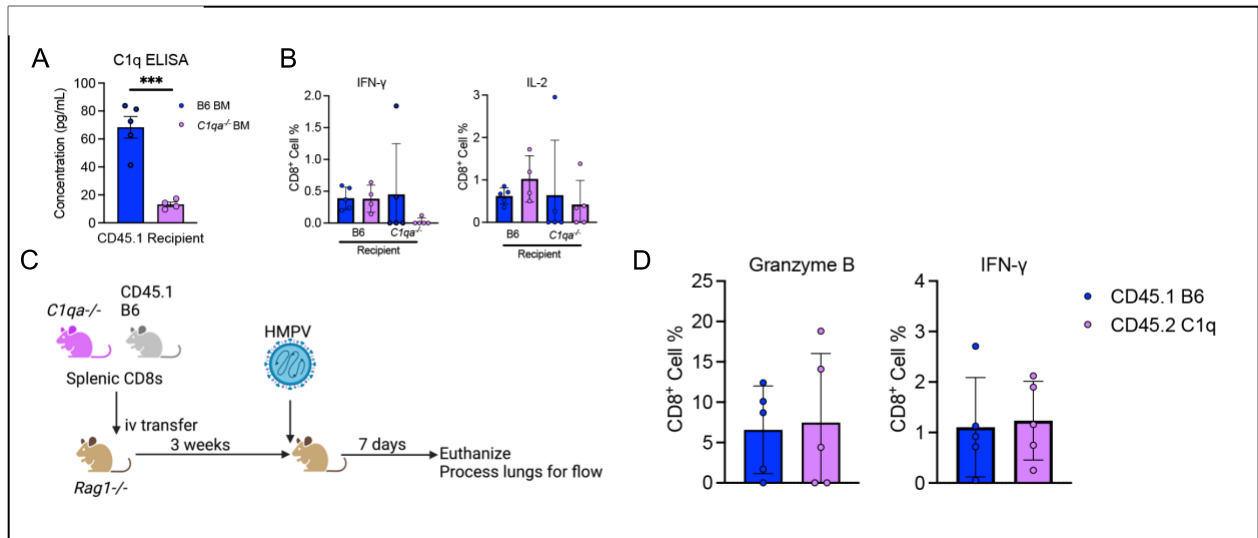 A
C1q ELISA
***
Concentration (pg/mL)
100
80
60
40
20
0
CD45.1 Recipient
B6 BM
C1qa-/- BM
B
IFN-γ
CD8+ Cell %
2.0
1.5
1.0
0.5
0.0
B6
C1qa-/-
Recipient
IL-2
CD8+ Cell %
3
2
1
0
B6
C1qa-/-
Recipient
C
C1qa-/-
CD45.1
B6
Splenic CD8s
iv transfer
Rag1-/-
3 weeks
HMPV
7 days
Euthanize
Process lungs for flow
D
Granzyme B
CD8+ Cell %
25
20
15
10
5
0
IFN-γ
CD8+ Cell %
4
3
2
1
0
CD45.1 B6
CD45.2 C1q